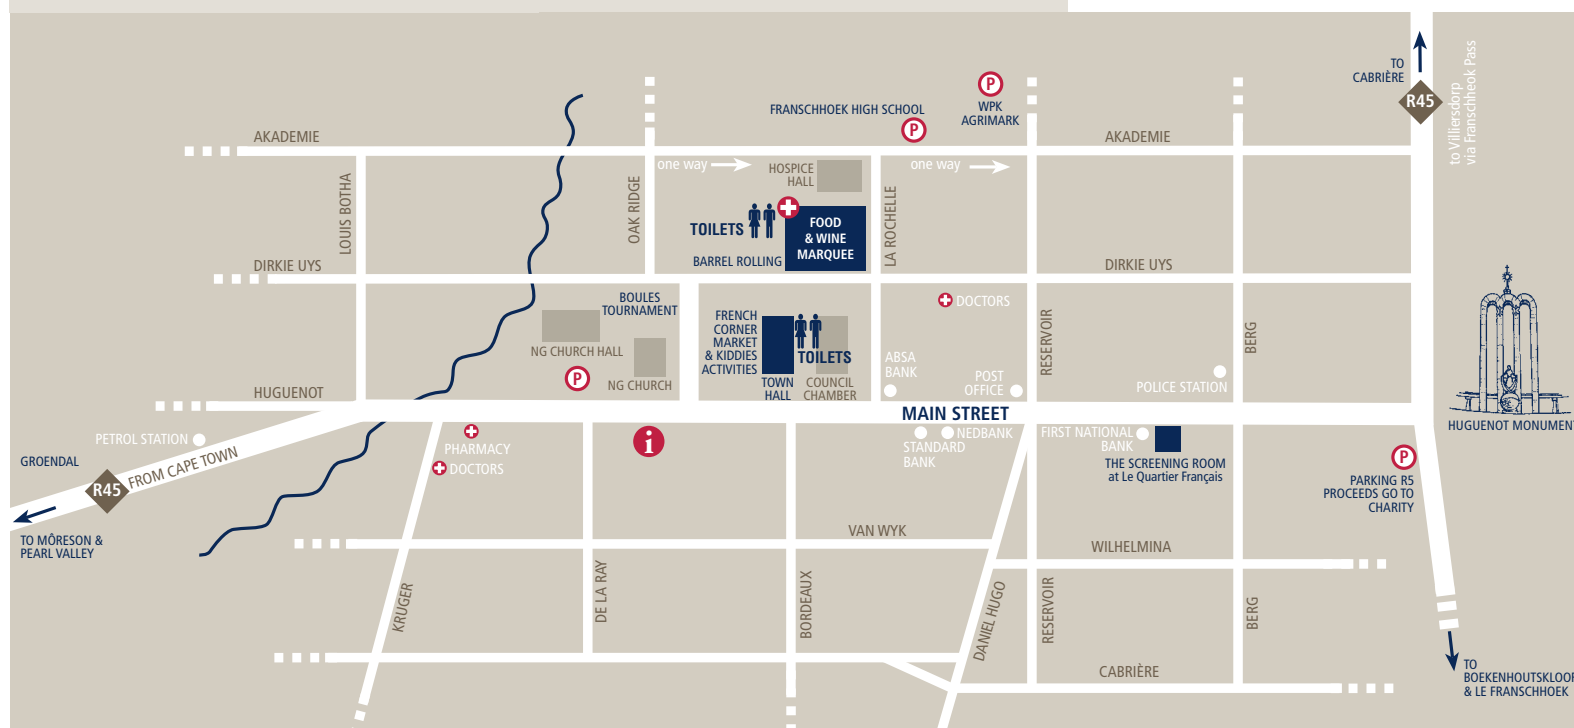 TO
CABRIÈRE
R45
to Villiersdorp
via Franschheok Pass
P
WPK
AGRIMARK
FRANSCHHOEK HIGH SCHOOL
P
AKADEMIE
AKADEMIE
one way
one way
HOSPICE
HALL
LOUIS BOTHA
OAK RIDGE
LA ROCHELLE
TOILETS
FOOD
& WINE
MARQUEE
BARREL ROLLING
DIRKIE UYS
DIRKIE UYS
BOULES
TOURNAMENT
NG CHURCH HALL
NG CHURCH
P
FRENCH
CORNER
MARKET
& KIDDIES
ACTIVITIES
TOILETS
TOWN
HALL
COUNCIL
CHAMBER
DOCTORS
ABSA
BANK
POST
OFFICE
RESERVOIR
BERG
POLICE STATION
HUGUENOT
MAIN STREET
HUGUENOT MONUMENT
PETROL STATION
PHARMACY
DOCTORS
i
STANDARD
BANK
NEDBANK
FIRST NATIONAL
BANK
THE SCREENING ROOM
at Le Quartier Français
P
PARKING R5
PROCEEDS GO TO
CHARITY
GROENDAL
R45
FROM CAPE TOWN
TO MÔRESON &
PEARL VALLEY
VAN WYK
WILHELMINA
KRUGER
DE LA RAY
BORDEAUX
DANIEL HUGO
RESERVOIR
BERG
CABRIÈRE
TO
BOEKENHOUTSKLOOF
& LE FRANSCHHOEK